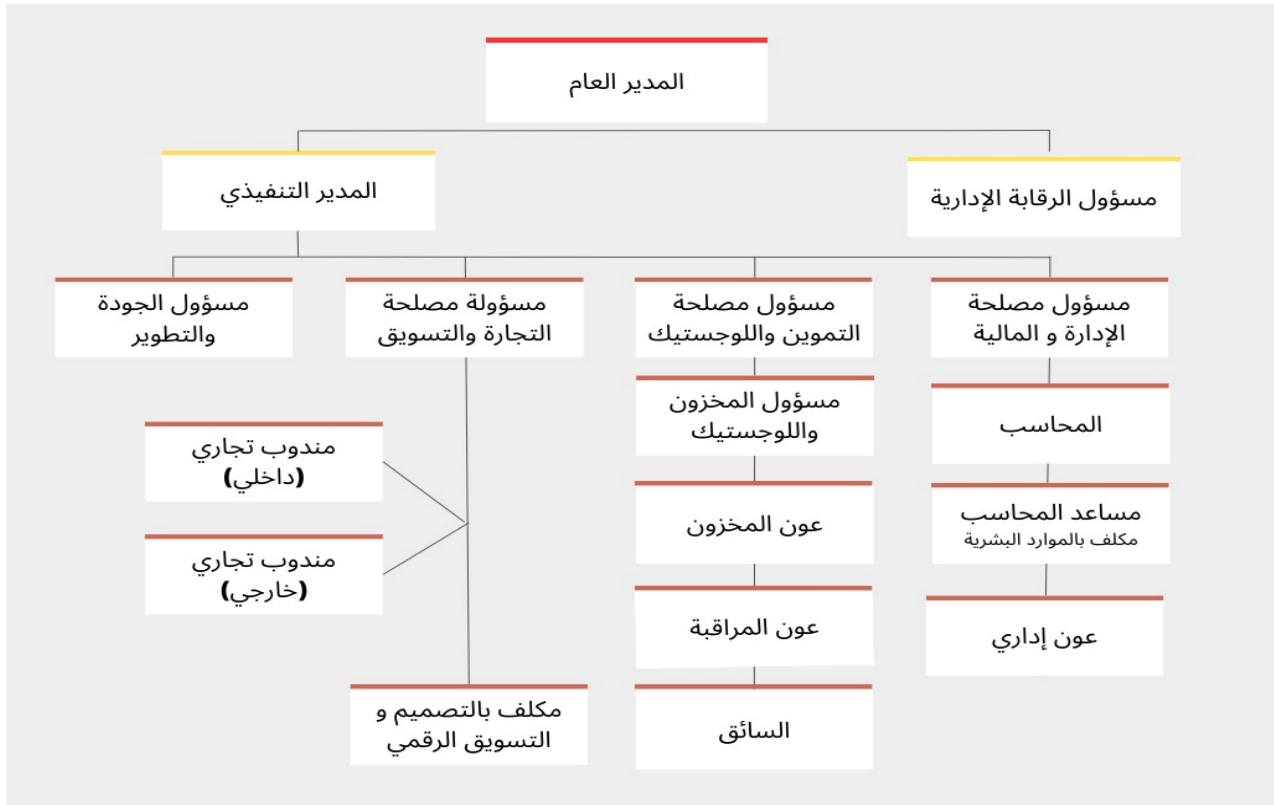 المدير العام
مسؤول الرقابة الإدارية
المدير التنفيذي
مسؤول مصلحة
الإدارة و المالية
مسؤول مصلحة
التموين واللوجستيك
مسؤولة مصلحة
التجارة والتسويق
مسؤول الجودة
والتطوير
المحاسب
مساعد المحاسب
مكلف بالموارد البشرية
عون إداري
مسؤول المخزون
واللوجستيك
عون المخزون
عون المراقبة
السائق
مندوب تجاري
(داخلي)
مندوب تجاري
(خارجي)
مكلف بالتصميم و
التسويق الرقمي